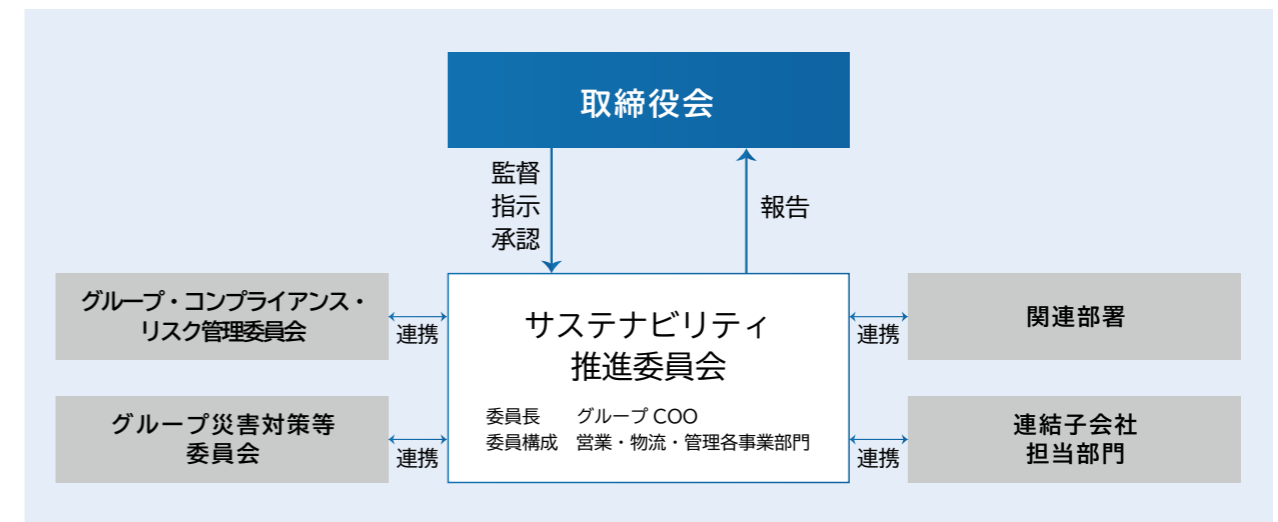 取締役会
監督
指示
承認
報告
グループ・コンプライアンス・
リスク管理委員会
連携
サステナビリティ
推進委員会
委員長 グループ COO
委員構成 営業・物流・管理各事業部門
連携
関連部署
グループ災害対策等
委員会
連携
連携
連結子会社
担当部門